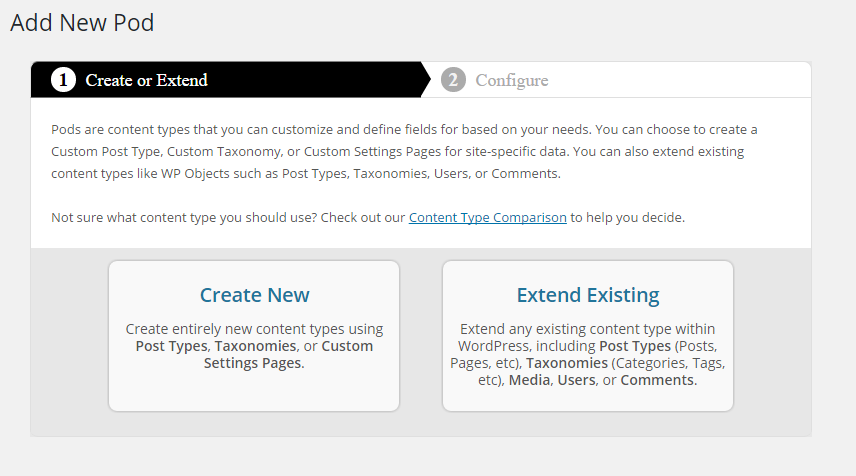 Add New Pod
1 Create or Extend
2 Configure
Pods are content types that you can customize and define fields for based on your needs. You can choose to create a
Custom Post Type, Custom Taxonomy, or Custom Settings Pages for site-specific data. You can also extend existing
content types like WP Objects such as Post Types, Taxonomies, Users, or Comments.
Not sure what content type you should use? Check out our Content Type Comparison to help you decide.
Create New
Create entirely new content types using
Post Types, Taxonomies, or Custom
Settings Pages.
Extend Existing
Extend any existing content type within
WordPress, including Post Types (Posts,
Pages, etc), Taxonomies (Categories, Tags,
etc), Media, Users, or Comments.